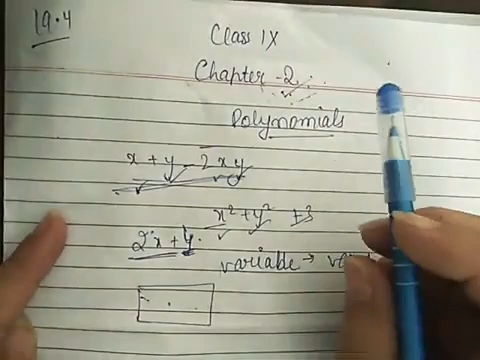 19.4
Class IX
Chapter - 2
Polynomials
x + y - 2xy
x² + y² + 3
2x + y.
variable →